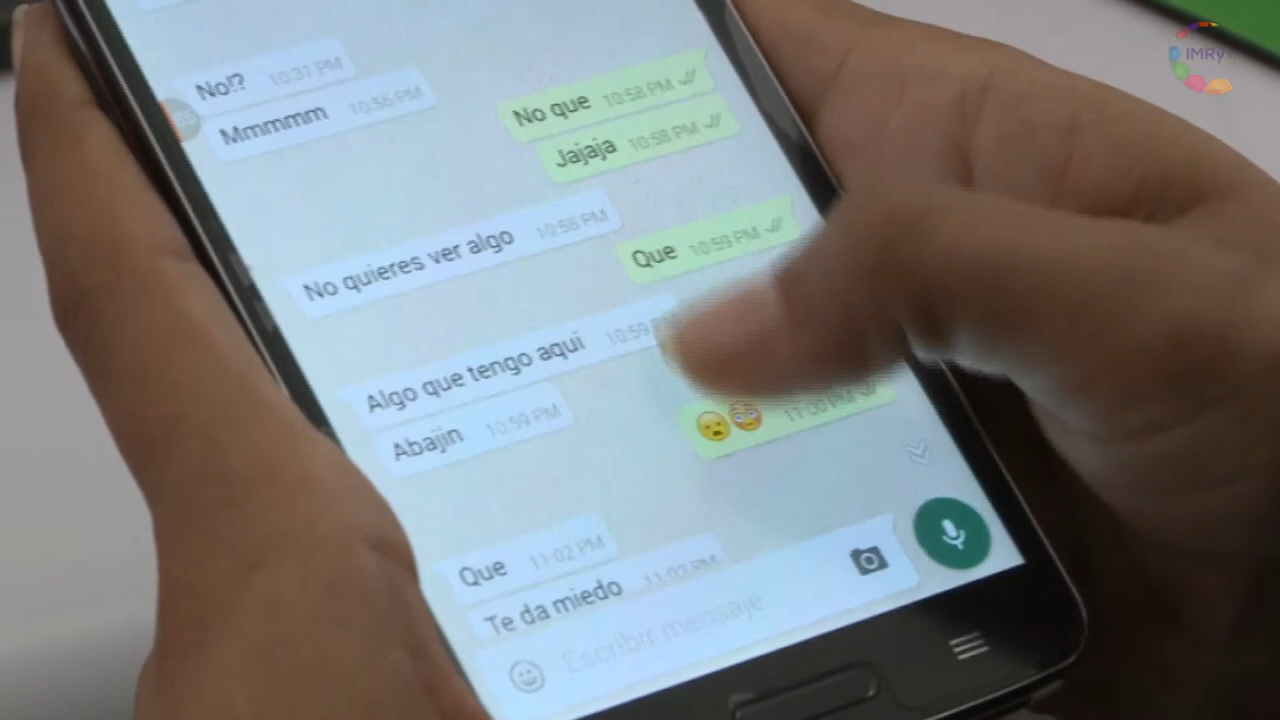 IMRy
No!? 10:31 PM
Mmmmm 10:56 PM
No que 10:58 PM
Jajaja 10:58 PM
No quieres ver algo 10:58 PM
Que 10:59 PM
Algo que tengo aqui 10:59
Abajin 10:59 PM
11:00 PM
Que 11:02 PM
Te da miedo 11:02 PM
Escribir mensaje